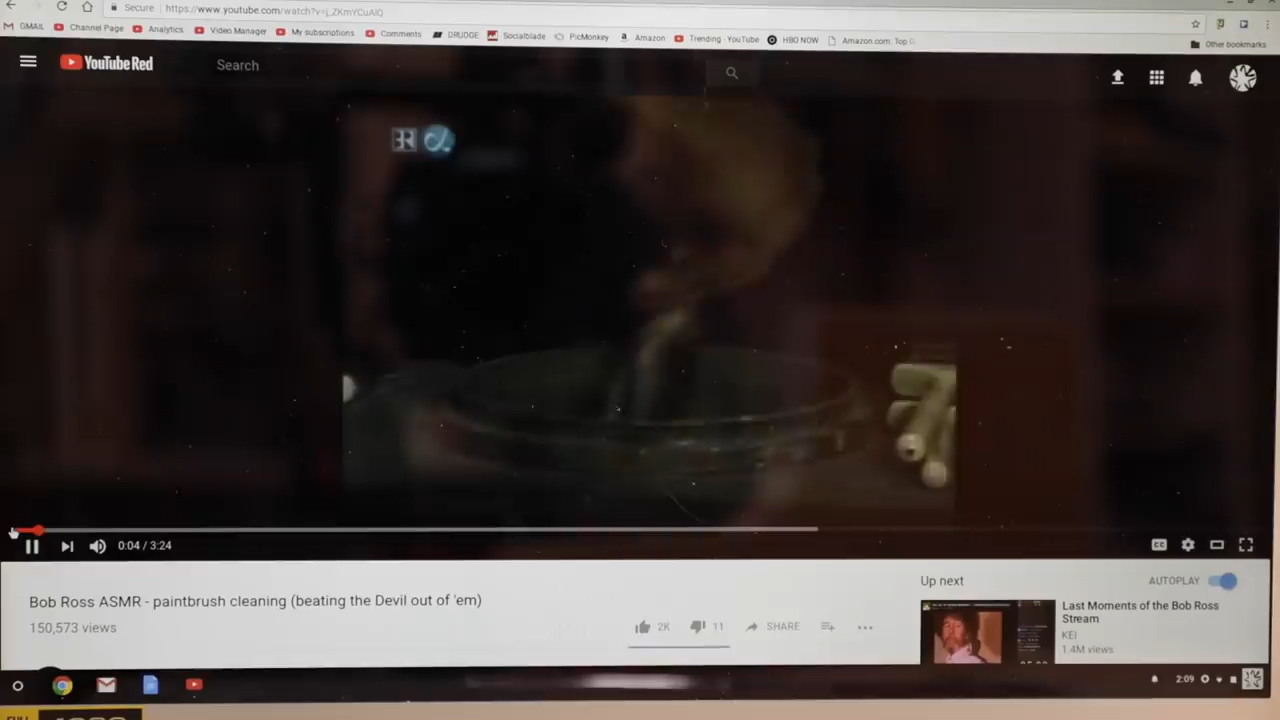 Secure https://www.youtube.com/watch?v=j_ZKmYCuAlQ
GMAIL Channel Page Analytics Video Manager My subscriptions Comments DRUDGE Socialblade PicMonkey Amazon Trending - YouTube HBO NOW Amazon.com: Top G
Other bookmarks
YouTube Red
Search
0:04 / 3:24
CC
Bob Ross ASMR - paintbrush cleaning (beating the Devil out of 'em)
150,573 views
2K 11 SHARE
Up next AUTOPLAY
Last Moments of the Bob Ross
Stream
KEI
1.4M views
2:09